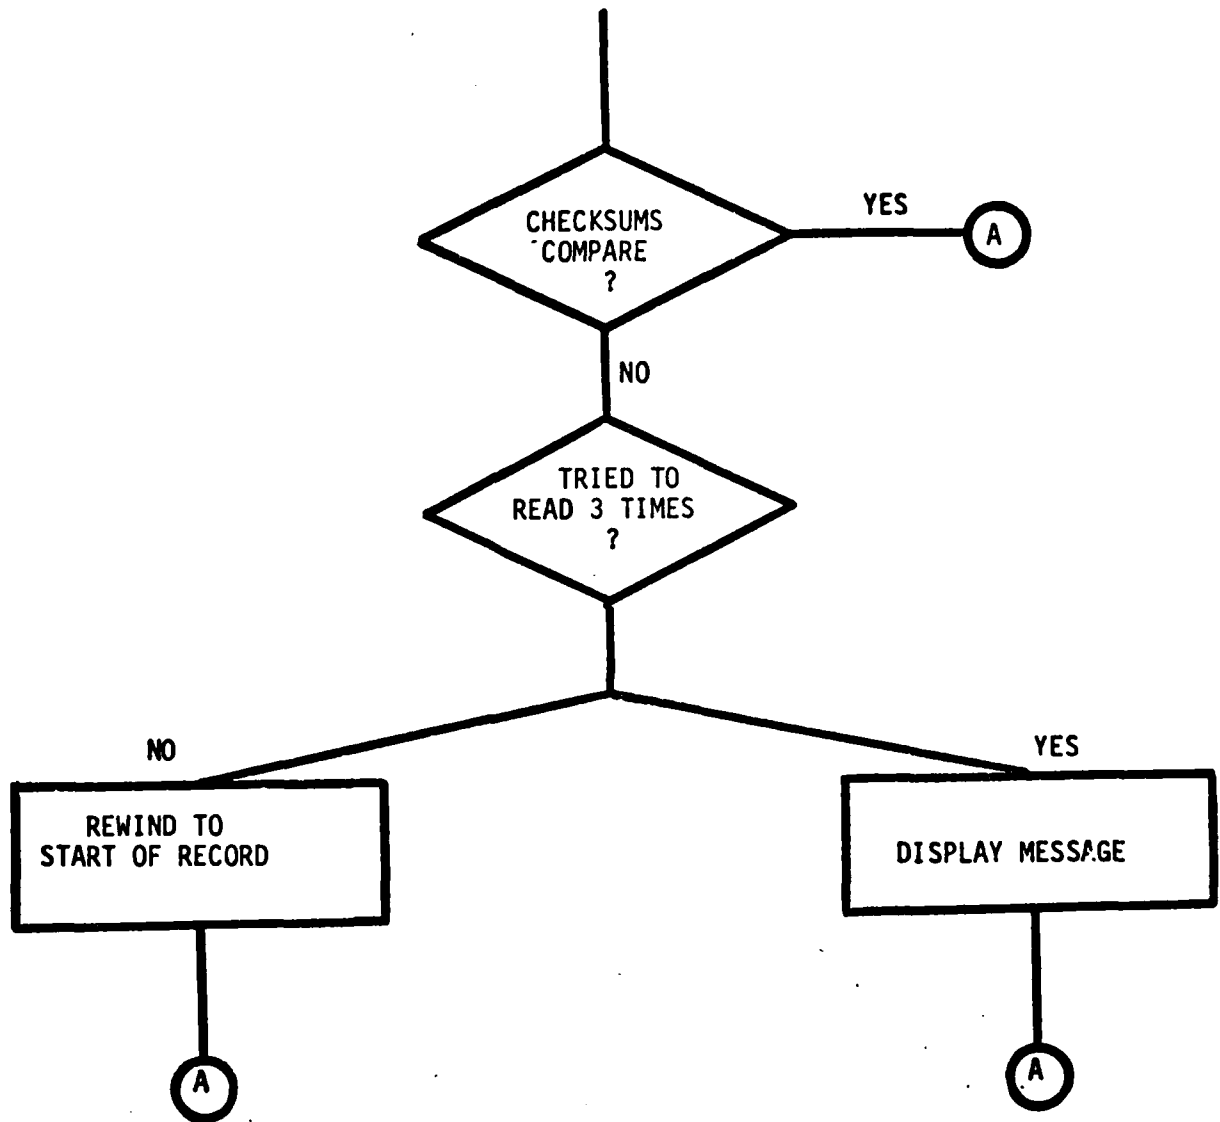 CHECKSUMS
COMPARE
?
YES
A
NO
TRIED TO
READ 3 TIMES
?
NO
YES
REWIND TO
START OF RECORD
DISPLAY MESSAGE
A
A